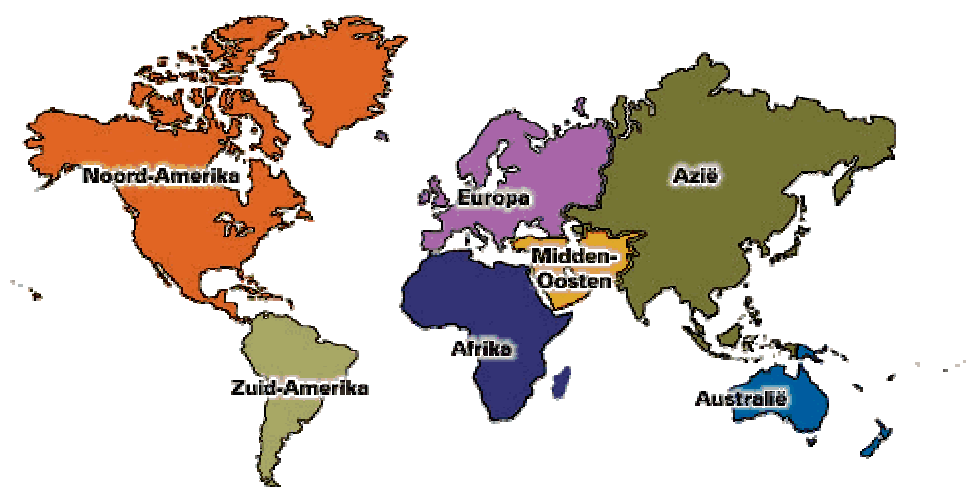 Noord-Amerika
Azië
Europa
Midden-
Oosten
Afrika
Zuid-Amerika
Australië